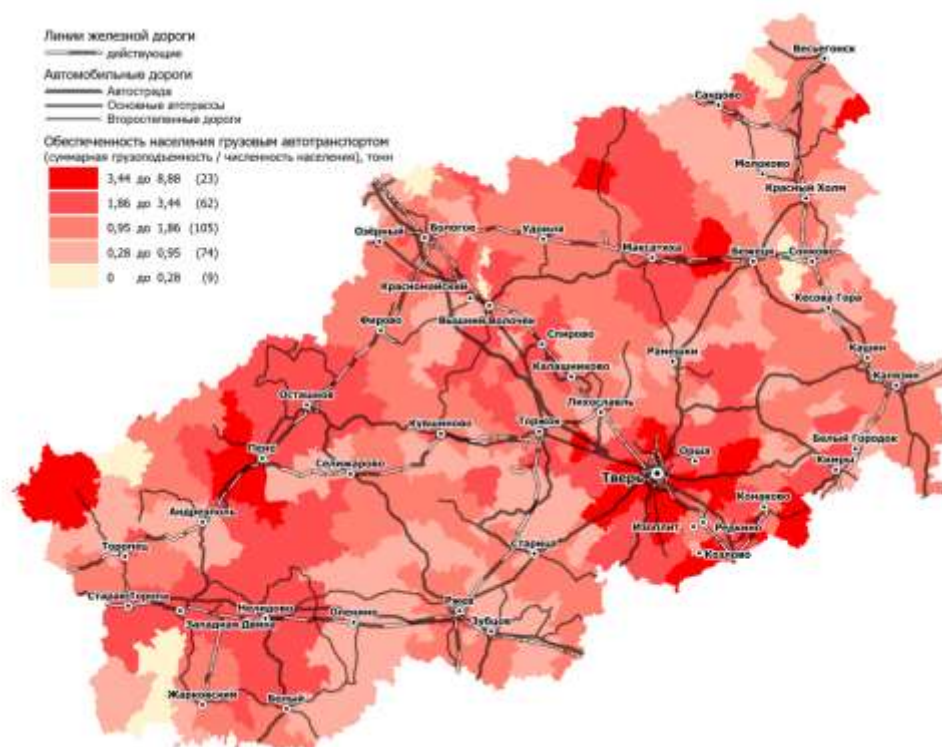 Линии железной дороги
действующие
Автомобильные дороги
Автострада
Основные атотрассы
Второстепенные дороги
Обеспеченность населения грузовым автотранспортом
(суммарная грузоподъемность / численность населения), тонн
3,44 до 8,88 (23)
1,86 до 3,44 (62)
0,95 до 1,86 (105)
0,28 до 0,95 (74)
0 до 0,28 (9)
Весьегонск
Сандово
Молоково
Красный Холм
Озёрный
Бологое
Удомля
Максатиха
Бежецк
Сонково
Красномайский
Кесова Гора
Вышний Волочёк
Фирово
Спирово
Рамешки
Кашин
Калашниково
Калязин
Осташков
Лихославль
Кувшиново
Торжок
Белый Городок
Пено
Орша
Кимры
Селижарово
Тверь
Конаково
Андреаполь
Изоплит
Редкино
Торопец
Старица
Козлово
Старая Торопа
Нелидово
Оленино
Ржев
Западная Двина
Зубцов
Жарковский
Белый